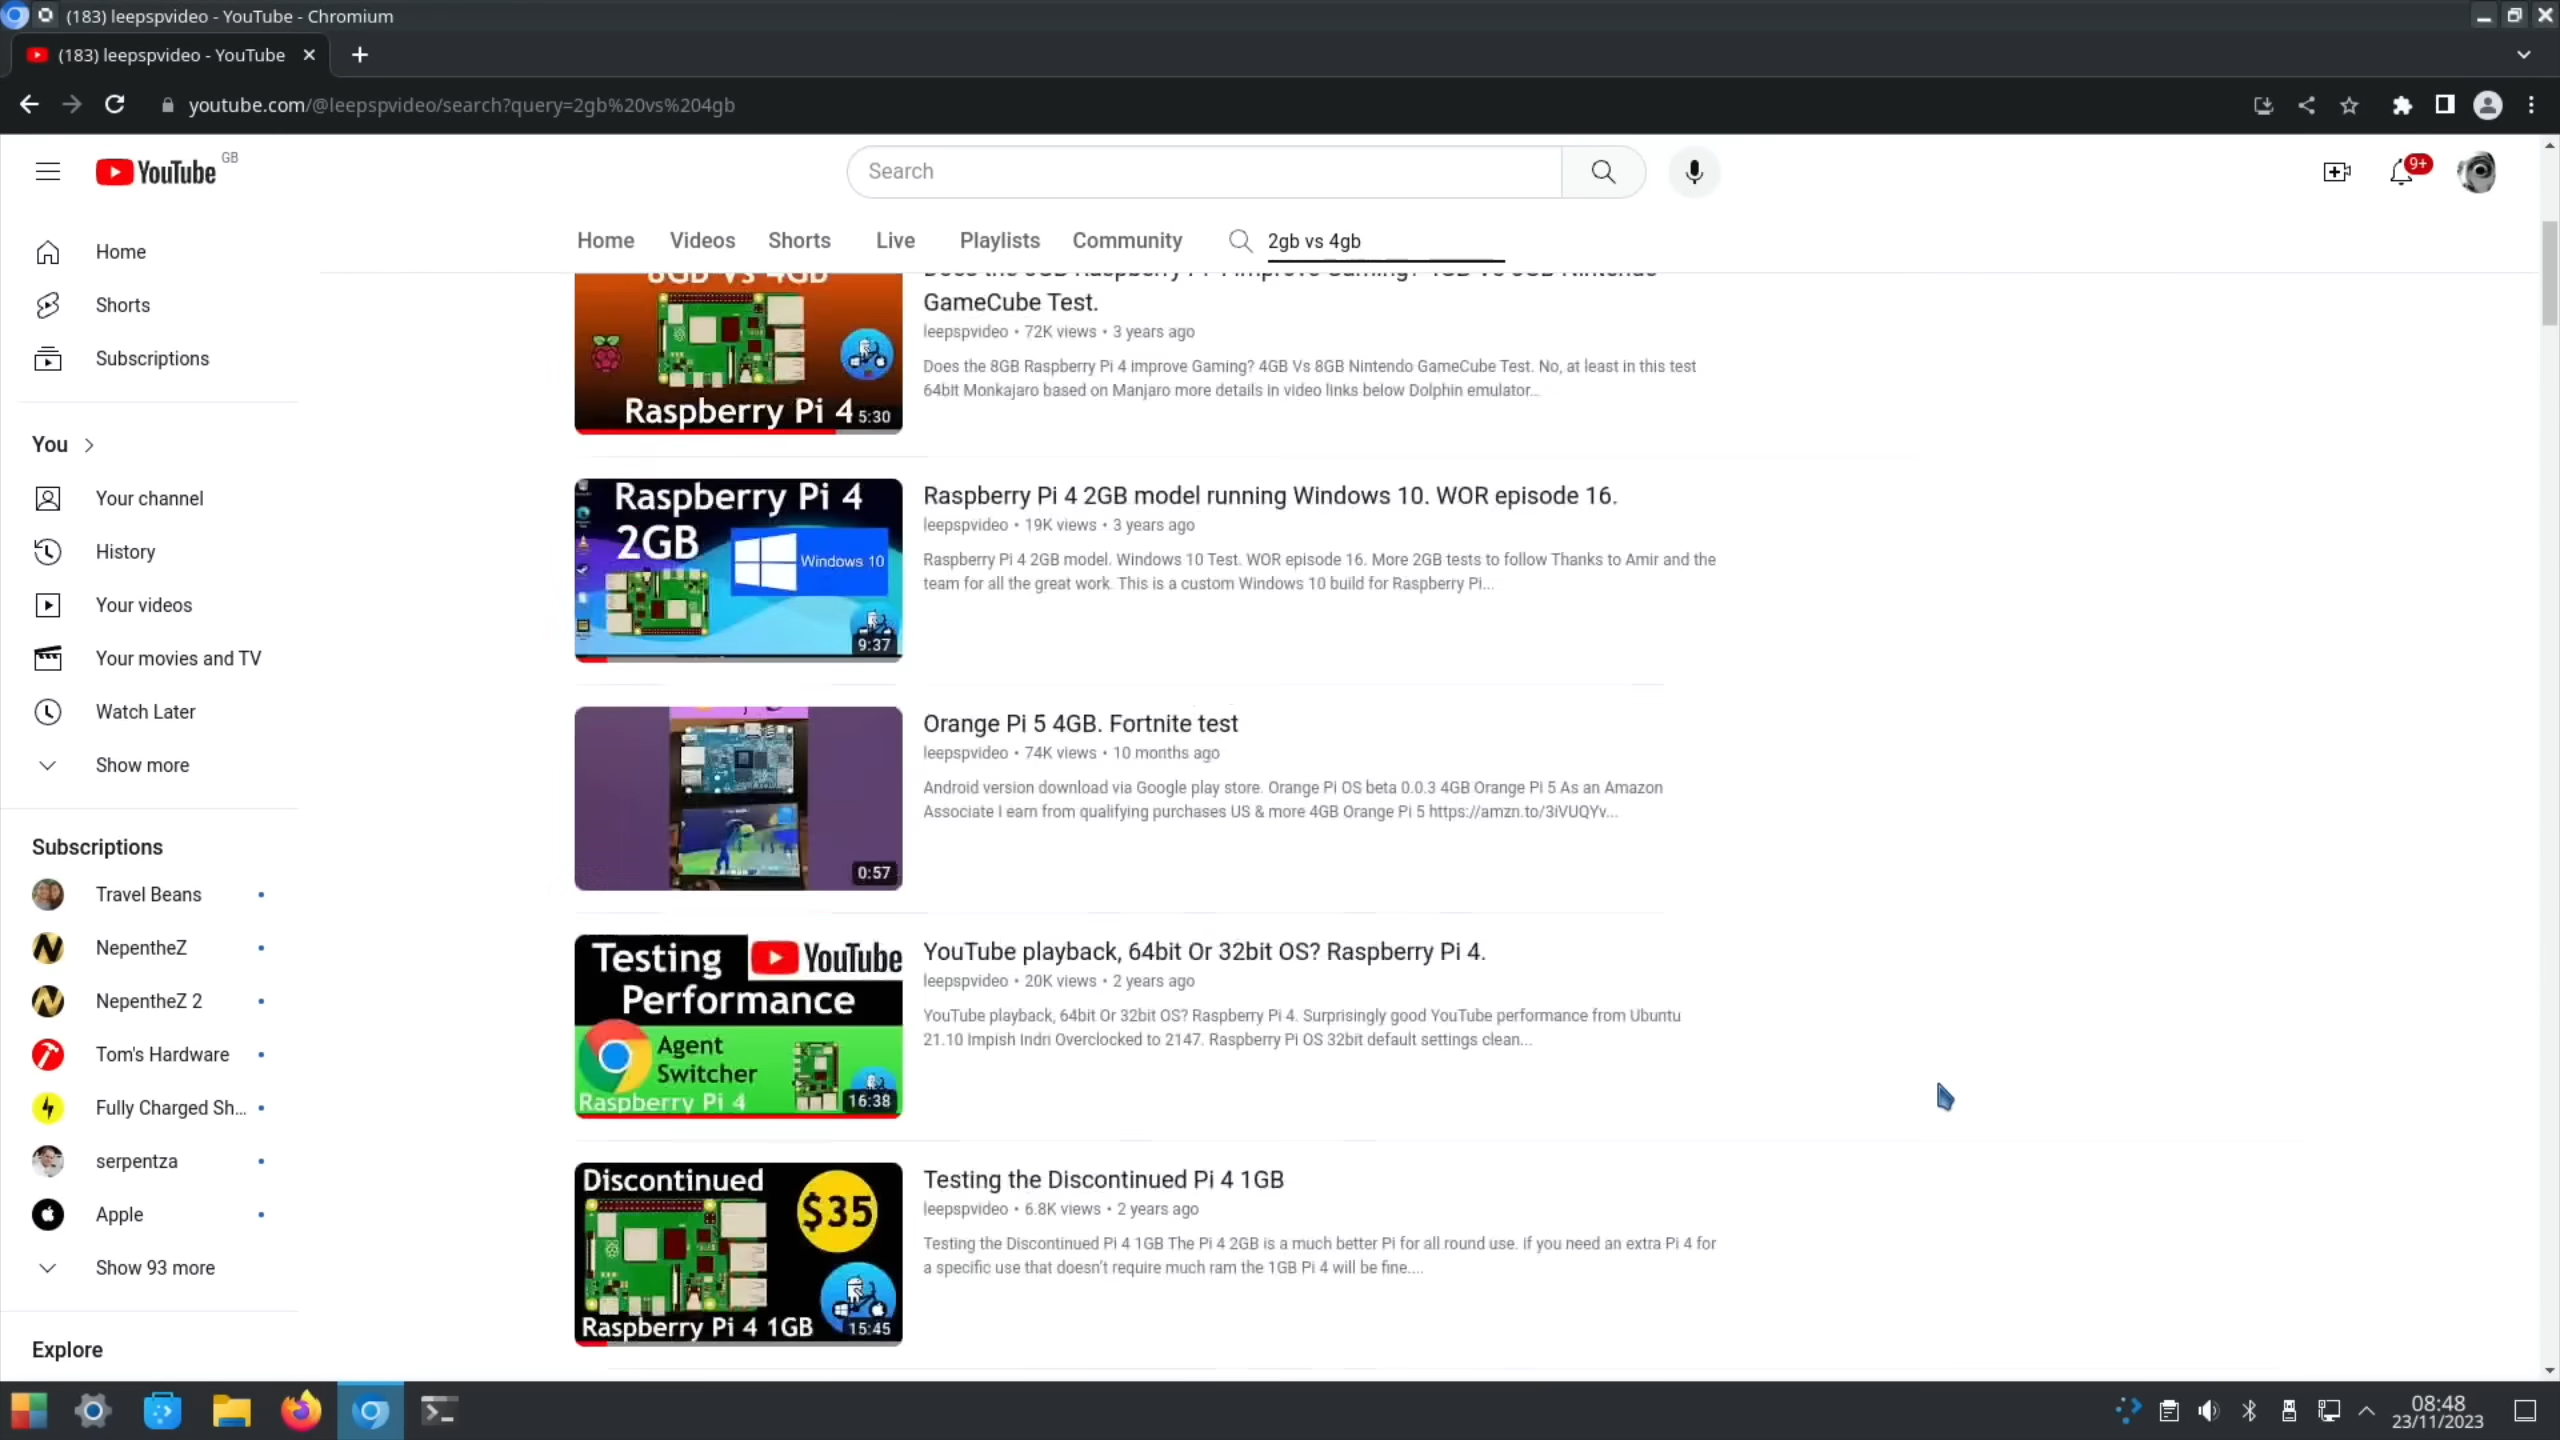 (183) leepspvideo - YouTube - Chromium
(183) leepspvideo - YouTube
youtube.com/@leepspvideo/search?query=2gb%20vs%204gb
YouTube GB
Search
9+
Home
Videos
Shorts
Live
Playlists
Community
2gb vs 4gb
Home
Shorts
Subscriptions
You
Your channel
History
Your videos
Your movies and TV
Watch Later
Show more
Subscriptions
Travel Beans
NepentheZ
NepentheZ 2
Tom's Hardware
Fully Charged Sh...
serpentza
Apple
Show 93 more
Explore
8GB Vs 4GB
Raspberry Pi 4
5:30
Does the 8GB Raspberry Pi 4 improve Gaming? 4GB Vs 8GB Nintendo
GameCube Test.
leepspvideo • 72K views • 3 years ago
Does the 8GB Raspberry Pi 4 improve Gaming? 4GB Vs 8GB Nintendo GameCube Test. No, at least in this test
64bit Monkajaro based on Manjaro more details in video links below Dolphin emulator...
Raspberry Pi 4
2GB
Windows 10
9:37
Raspberry Pi 4 2GB model running Windows 10. WOR episode 16.
leepspvideo • 19K views • 3 years ago
Raspberry Pi 4 2GB model. Windows 10 Test. WOR episode 16. More 2GB tests to follow Thanks to Amir and the
team for all the great work. This is a custom Windows 10 build for Raspberry Pi...
0:57
Orange Pi 5 4GB. Fortnite test
leepspvideo • 74K views • 10 months ago
Android version download via Google play store. Orange Pi OS beta 0.0.3 4GB Orange Pi 5 As an Amazon
Associate I earn from qualifying purchases US & more 4GB Orange Pi 5 https://amzn.to/3iVUQYv...
Testing YouTube
Performance
Agent
Switcher
Raspberry Pi 4
16:38
YouTube playback, 64bit Or 32bit OS? Raspberry Pi 4.
leepspvideo • 20K views • 2 years ago
YouTube playback, 64bit Or 32bit OS? Raspberry Pi 4. Surprisingly good YouTube performance from Ubuntu
21.10 Impish Indri Overclocked to 2147. Raspberry Pi OS 32bit default settings clean...
Discontinued
$35
Raspberry Pi 4 1GB
15:45
Testing the Discontinued Pi 4 1GB
leepspvideo • 6.8K views • 2 years ago
Testing the Discontinued Pi 4 1GB The Pi 4 2GB is a much better Pi for all round use. if you need an extra Pi 4 for
a specific use that doesn't require much ram the 1GB Pi 4 will be fine....
08:48
23/11/2023